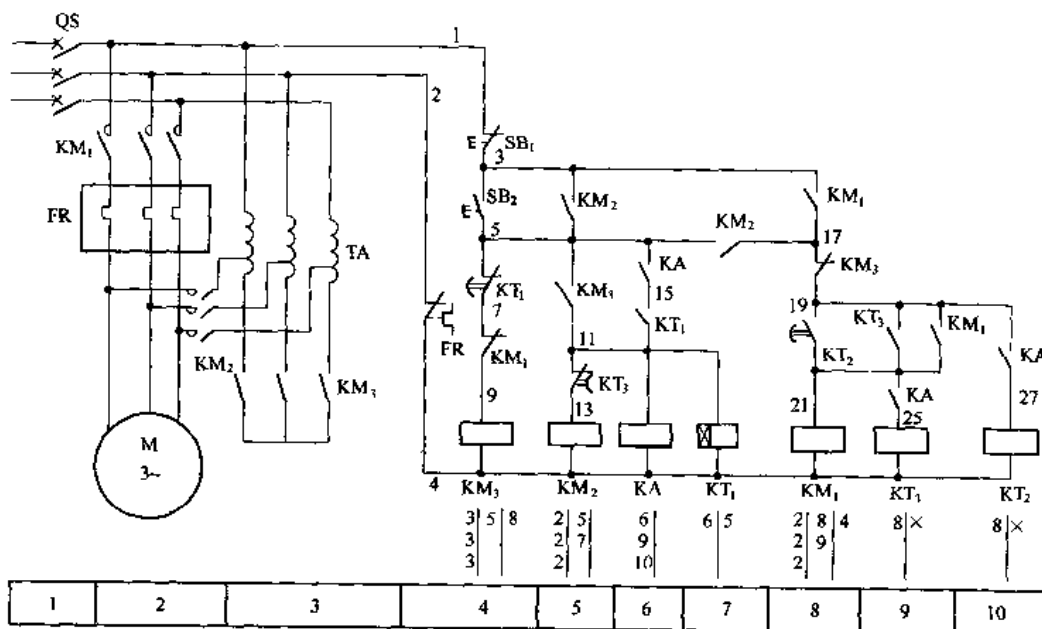 QS
1
2
KM₁
E SB₁
3
SB₂
E
KM₂
KM₁
FR
5
KM₂
17
TA
KA
KM₃
KT₁
KM₃
15
7
19
KT₃
KM₁
FR
KT₁
KM₁
11
KT₂
KA
KM₂
KT₃
KA
KM₃
9
13
21
25
27
M
3~
4
KM₃
KM₂
KA
KT₁
KM₁
KT₃
KT₂
3 5 8
2 5
6
6 5
2 8 4
8 ×
8 ×
3
2 7
9
2 9
3
2
10
2
1 2 3 4 5 6 7 8 9 10